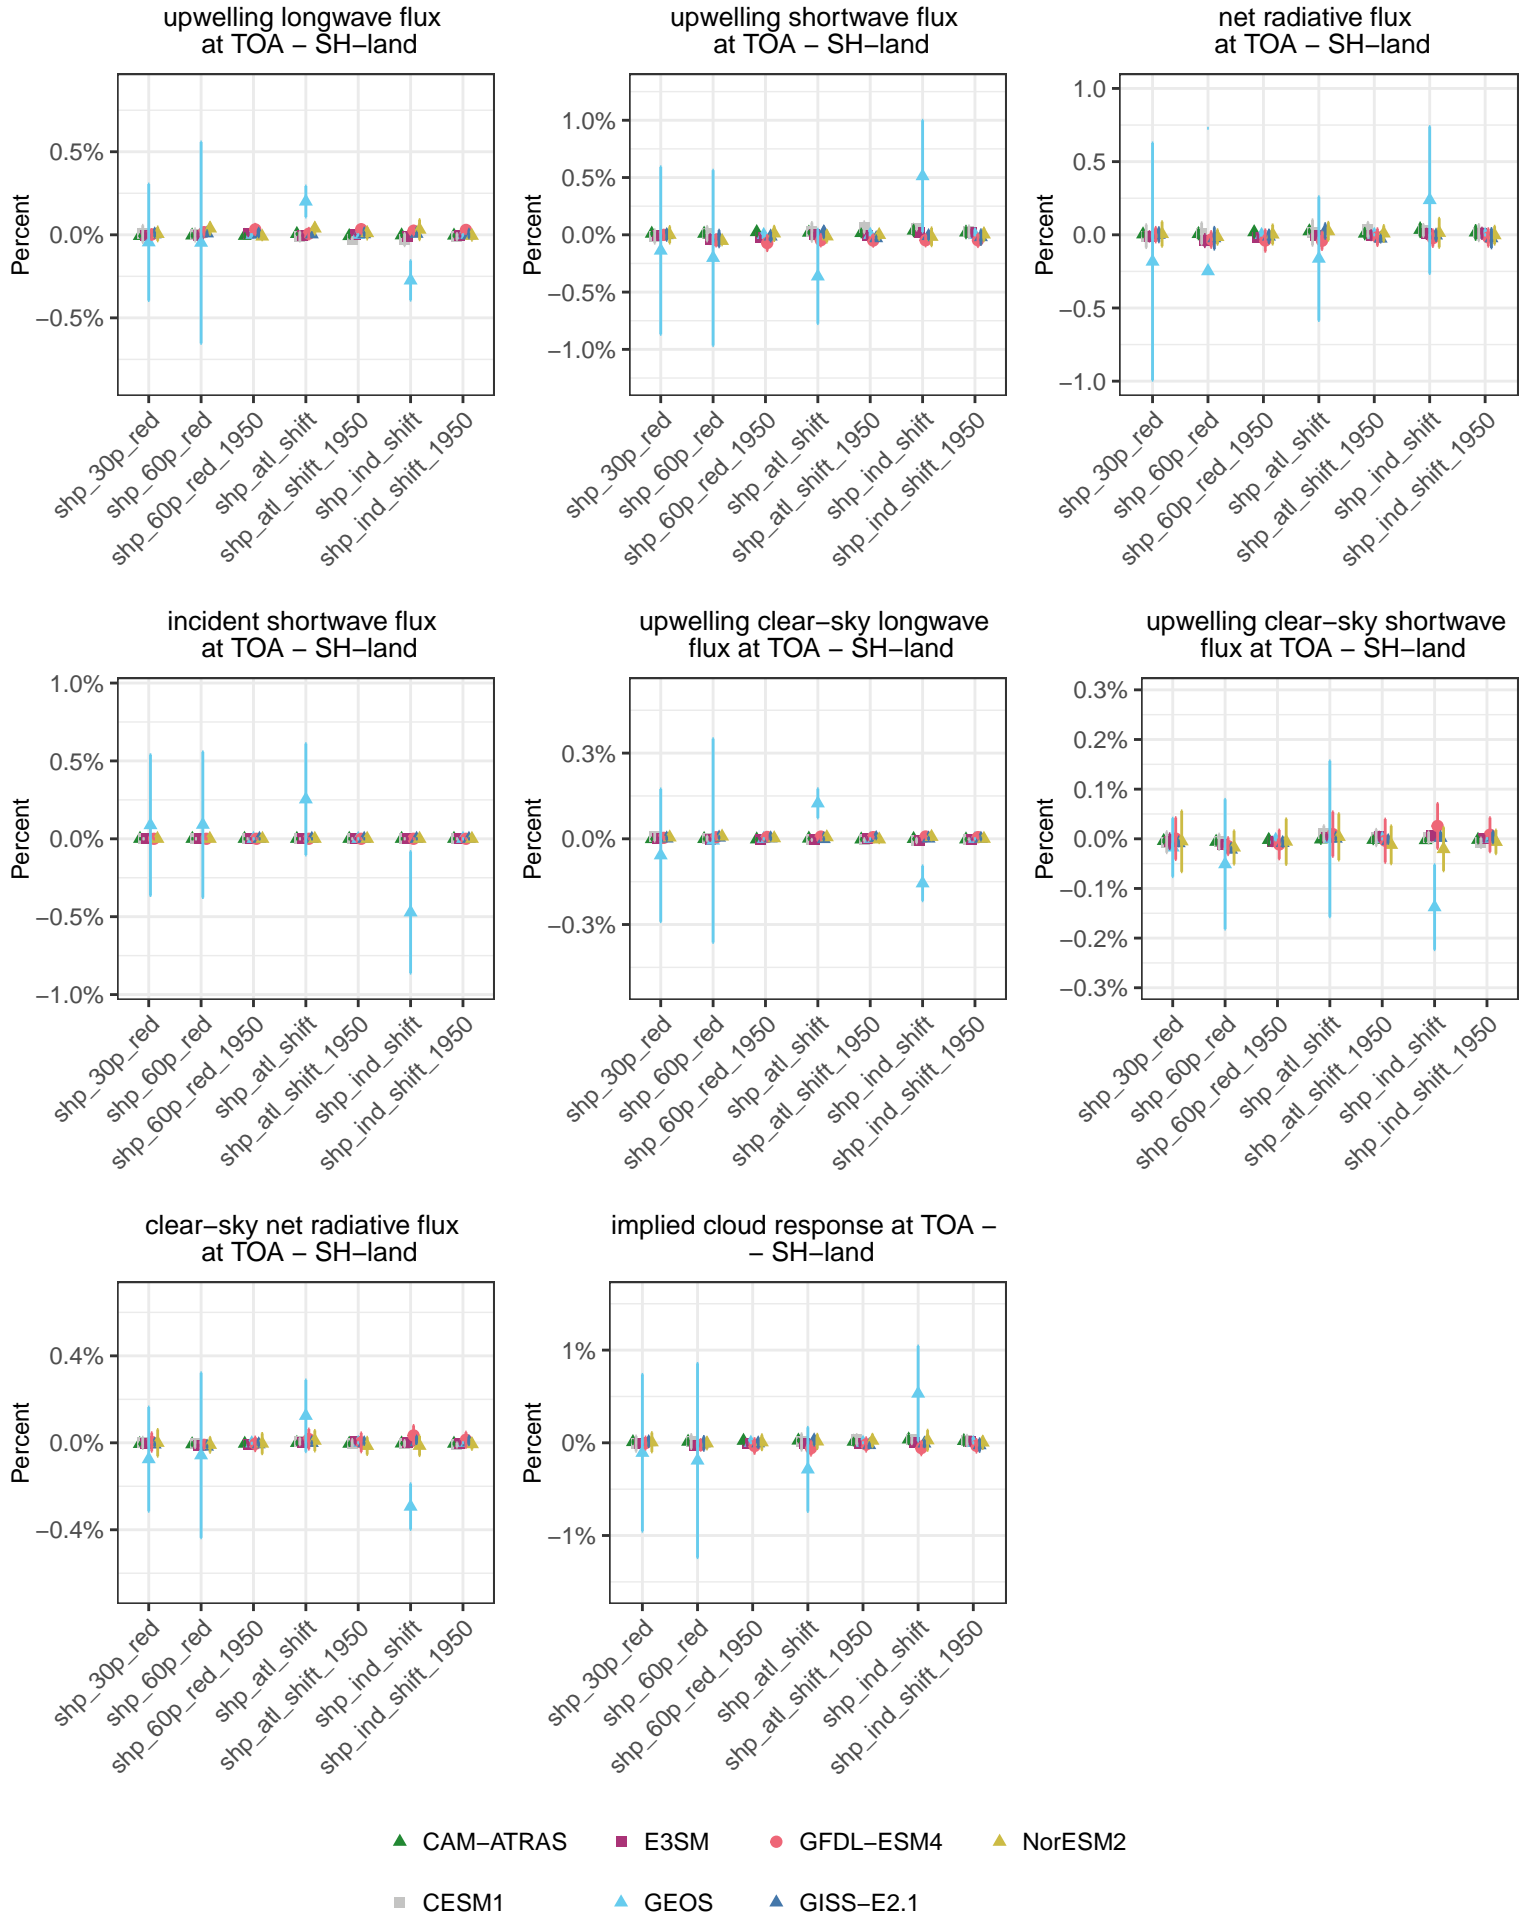 upwelling longwave flux
at TOA − SH−land
Percent
0.5%
0.0%
−0.5%
shp_30p_red
shp_60p_red
shp_60p_red_1950
shp_atl_shift
shp_atl_shift_1950
shp_ind_shift
shp_ind_shift_1950
upwelling shortwave flux
at TOA − SH−land
Percent
1.0%
0.5%
0.0%
−0.5%
−1.0%
shp_30p_red
shp_60p_red
shp_60p_red_1950
shp_atl_shift
shp_atl_shift_1950
shp_ind_shift
shp_ind_shift_1950
net radiative flux
at TOA − SH−land
Percent
1.0
0.5
0.0
−0.5
−1.0
shp_30p_red
shp_60p_red
shp_60p_red_1950
shp_atl_shift
shp_atl_shift_1950
shp_ind_shift
shp_ind_shift_1950
incident shortwave flux
at TOA − SH−land
Percent
1.0%
0.5%
0.0%
−0.5%
−1.0%
shp_30p_red
shp_60p_red
shp_60p_red_1950
shp_atl_shift
shp_atl_shift_1950
shp_ind_shift
shp_ind_shift_1950
upwelling clear−sky longwave
flux at TOA − SH−land
Percent
0.3%
0.0%
−0.3%
shp_30p_red
shp_60p_red
shp_60p_red_1950
shp_atl_shift
shp_atl_shift_1950
shp_ind_shift
shp_ind_shift_1950
upwelling clear−sky shortwave
flux at TOA − SH−land
Percent
0.3%
0.2%
0.1%
0.0%
−0.1%
−0.2%
−0.3%
shp_30p_red
shp_60p_red
shp_60p_red_1950
shp_atl_shift
shp_atl_shift_1950
shp_ind_shift
shp_ind_shift_1950
clear−sky net radiative flux
at TOA − SH−land
Percent
0.4%
0.0%
−0.4%
shp_30p_red
shp_60p_red
shp_60p_red_1950
shp_atl_shift
shp_atl_shift_1950
shp_ind_shift
shp_ind_shift_1950
implied cloud response at TOA −
− SH−land
Percent
1%
0%
−1%
shp_30p_red
shp_60p_red
shp_60p_red_1950
shp_atl_shift
shp_atl_shift_1950
shp_ind_shift
shp_ind_shift_1950
CAM−ATRAS
E3SM
GFDL−ESM4
NorESM2
CESM1
GEOS
GISS−E2.1